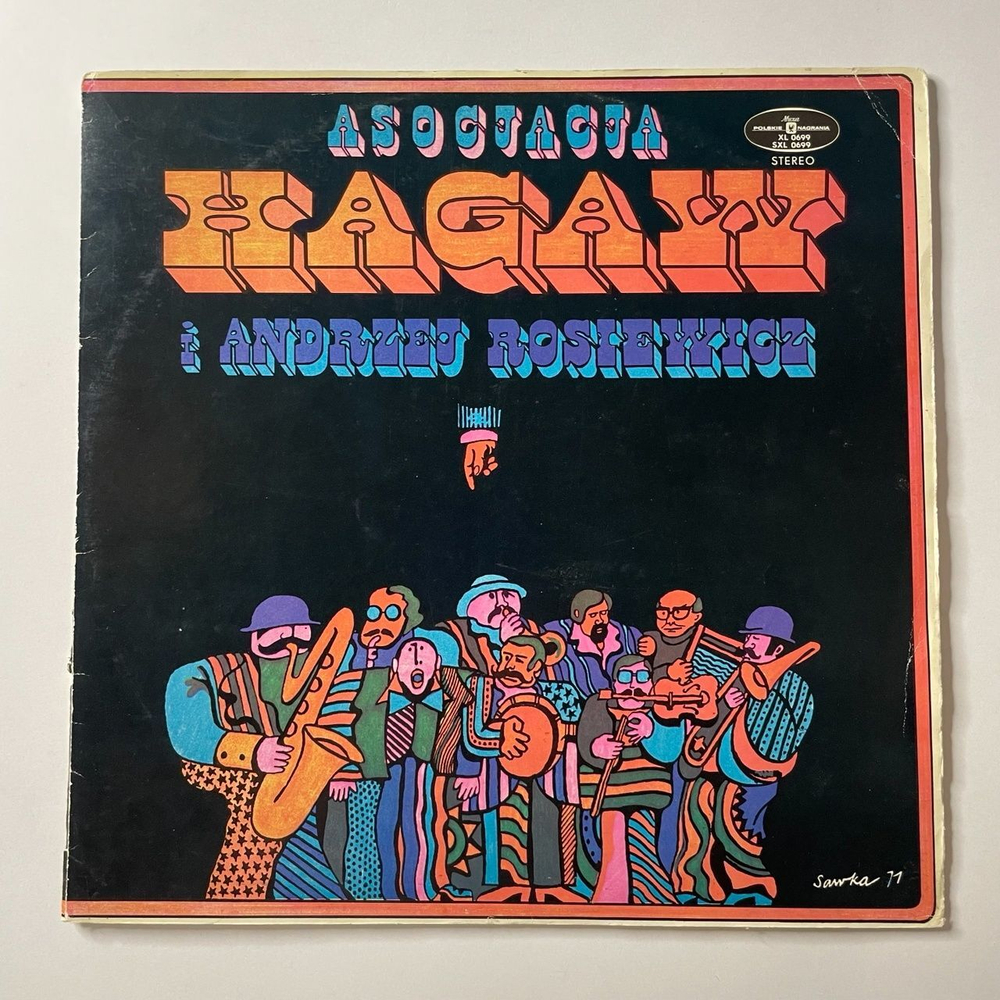 ASOCJACJA
Muza
POLSKIE NAGRANIA
XL 0699
SXL 0699
STEREO
HAGAW
i ANDRZEJ ROSIEWICZ
Sawka 71